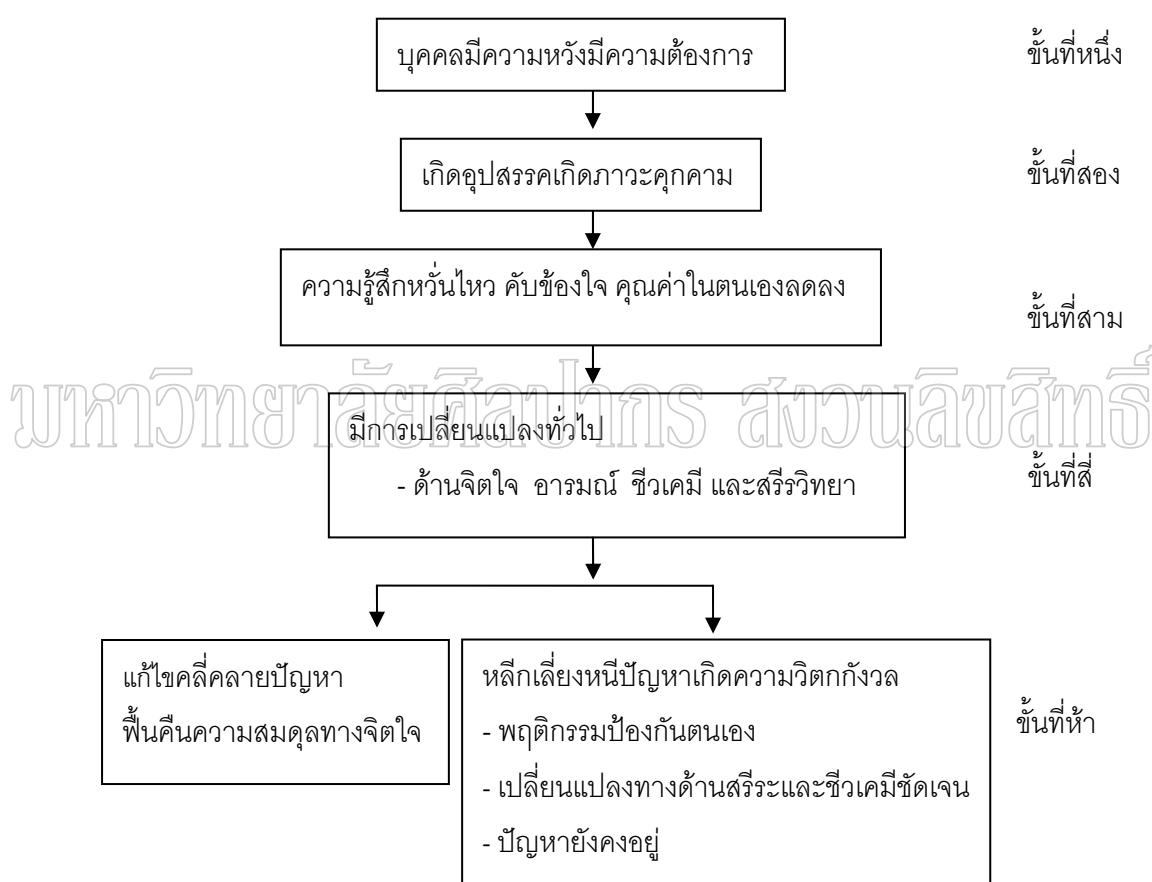 บุคคลมีความหวังมีความต้องการ
ขั้นที่หนึ่ง
เกิดอุปสรรคเกิดภาวะคุกคาม
ขั้นที่สอง
ความรู้สึกหวั่นไหว คับข้องใจ คุณค่าในตนเองลดลง
ขั้นที่สาม
มหาวิทยาลัยศิลปากร สงวนลิขสิทธิ์
มีการเปลี่ยนแปลงทั่วไป
- ด้านจิตใจ อารมณ์ ชีวเคมี และสรีรวิทยา
ขั้นที่สี่
แก้ไขคลี่คลายปัญหา
ฟื้นคืนความสมดุลทางจิตใจ
หลีกเลี่ยงหนีปัญหาเกิดความวิตกกังวล
- พฤติกรรมป้องกันตนเอง
- เปลี่ยนแปลงทางด้านสรีระและชีวเคมีชัดเจน
- ปัญหายังคงอยู่
ขั้นที่ห้า